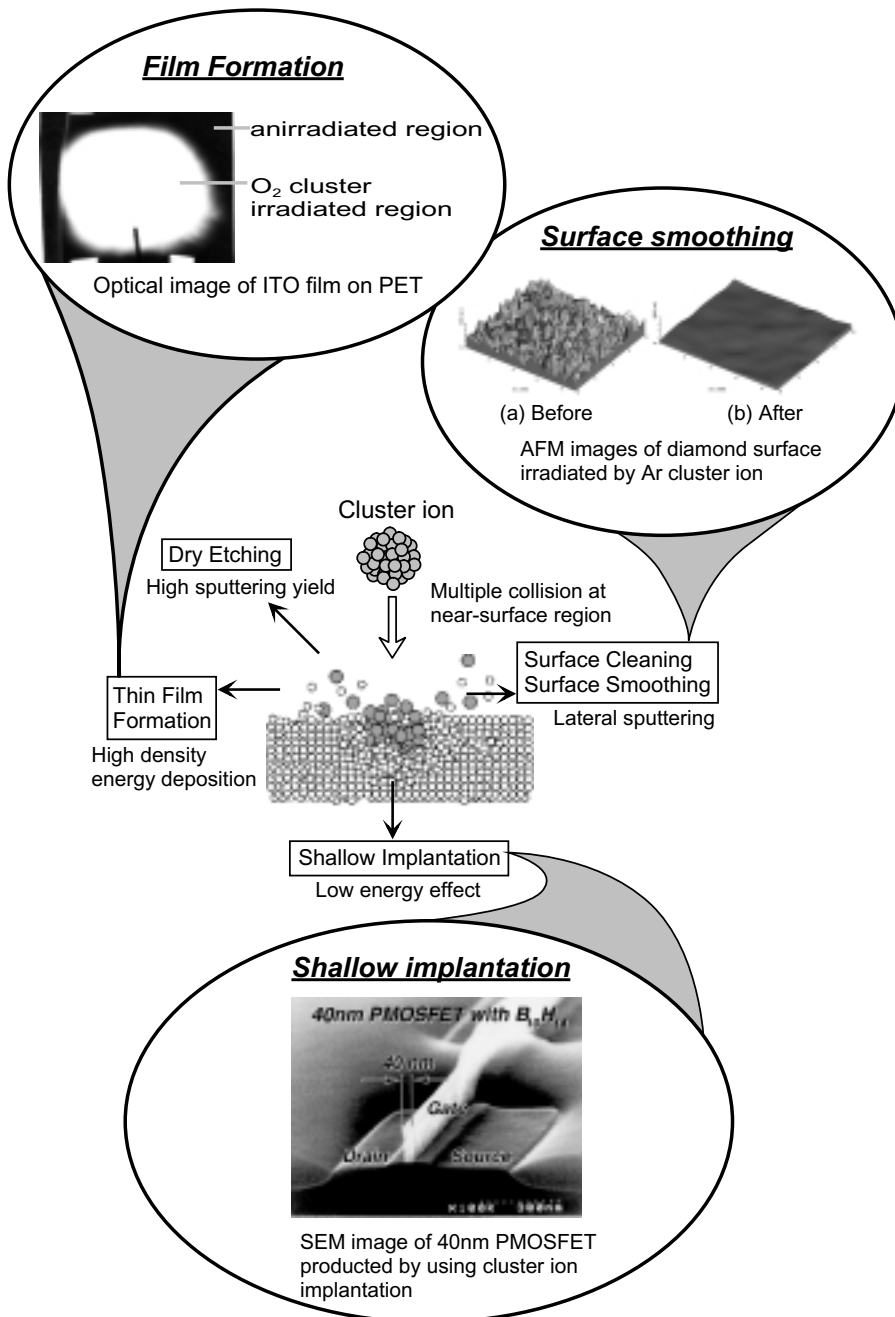 Film Formation
anirradiated region
O₂ cluster
irradiated region
Optical image of ITO film on PET
Surface smoothing
(a) Before
(b) After
AFM images of diamond surface
irradiated by Ar cluster ion
Cluster ion
Dry Etching
High sputtering yield
Multiple collision at
near-surface region
Surface Cleaning
Surface Smoothing
Lateral sputtering
Thin Film
Formation
High density
energy deposition
Shallow Implantation
Low energy effect
Shallow implantation
40nm PMOSFET with B₁₀H₁₄
40 nm
Gate
Drain
Source
X100k 300nm
SEM image of 40nm PMOSFET
producted by using cluster ion
implantation